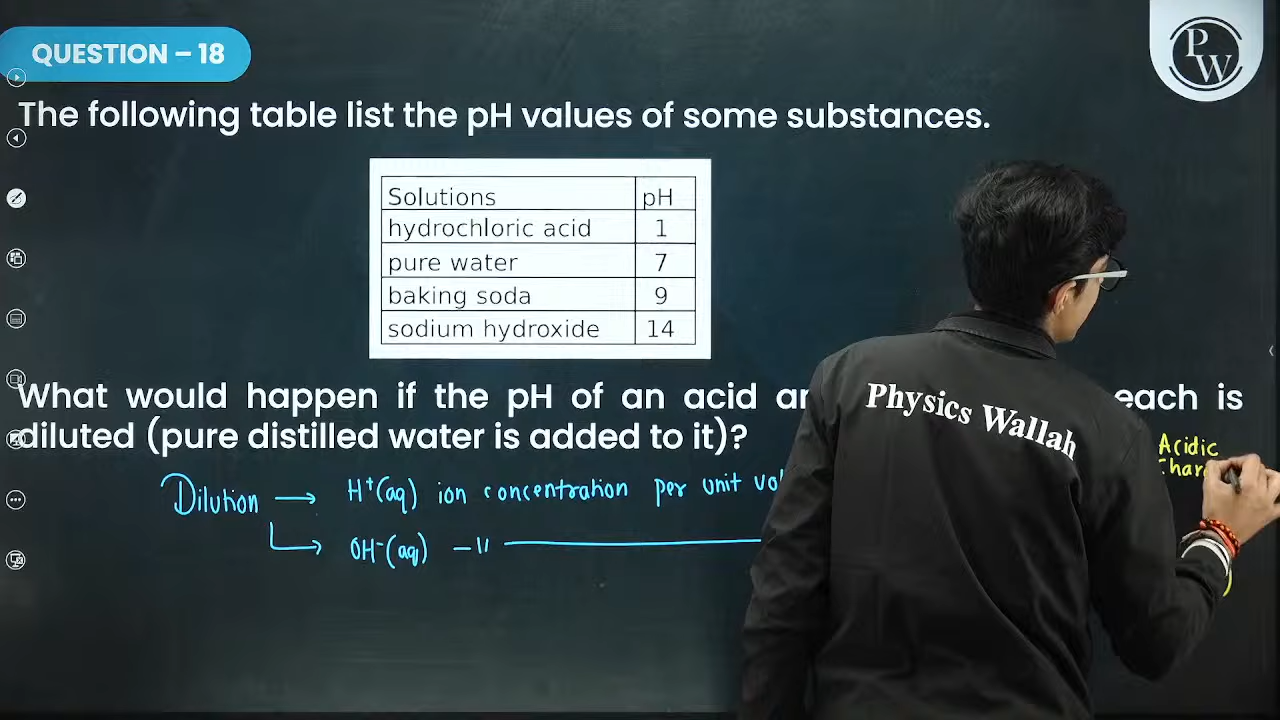 QUESTION – 18
PW
The following table list the pH values of some substances.
Solutions pH
hydrochloric acid 1
pure water 7
baking soda 9
sodium hydroxide 14
What would happen if the pH of an acid each is
diluted (pure distilled water is added to it)?
Physics Wallah
Acidic
Dilution → H⁺(aq) ion concentration per unit
OH⁻(aq) –〃